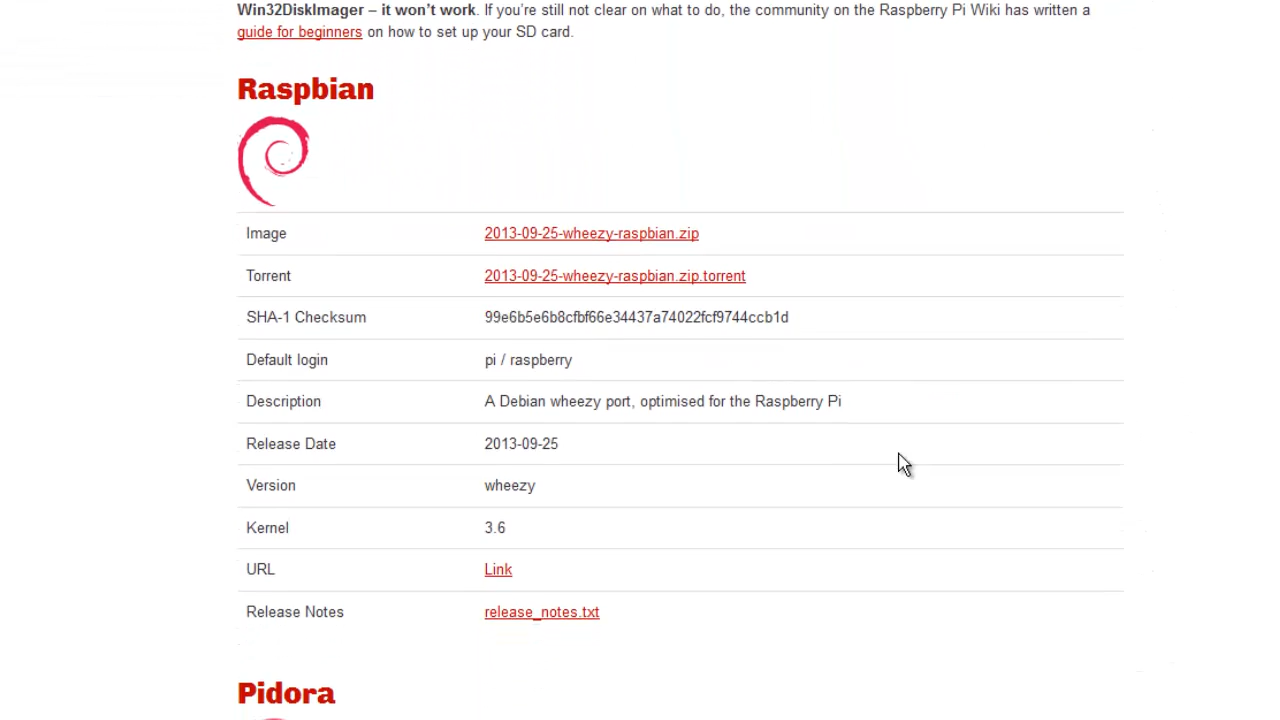 Win32DiskImager – it won’t work. If you’re still not clear on what to do, the community on the Raspberry Pi Wiki has written a
guide for beginners on how to set up your SD card.
Raspbian
Image 2013-09-25-wheezy-raspbian.zip
Torrent 2013-09-25-wheezy-raspbian.zip.torrent
SHA-1 Checksum 99e6b5e6b8cfbf66e34437a74022fcf9744ccb1d
Default login pi / raspberry
Description A Debian wheezy port, optimised for the Raspberry Pi
Release Date 2013-09-25
Version wheezy
Kernel 3.6
URL Link
Release Notes release_notes.txt
Pidora